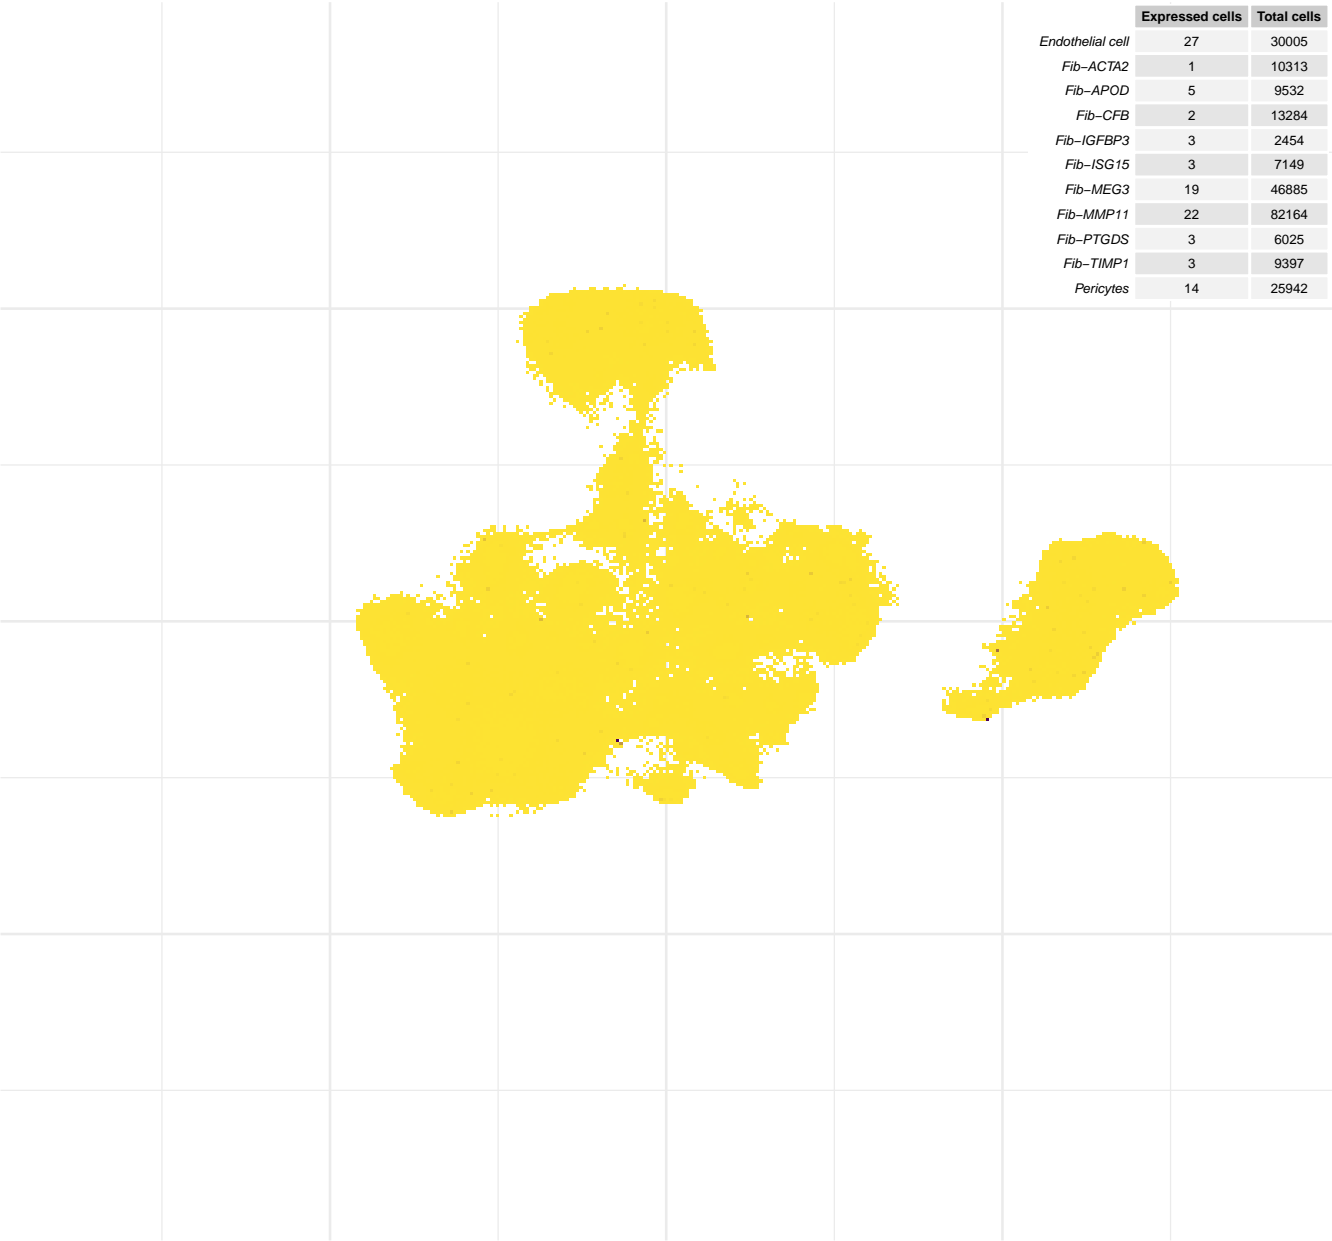 Expressed cells Total cells
Endothelial cell 27 30005
Fib−ACTA2 1 10313
Fib−APOD 5 9532
Fib−CFB 2 13284
Fib−IGFBP3 3 2454
Fib−ISG15 3 7149
Fib−MEG3 19 46885
Fib−MMP11 22 82164
Fib−PTGDS 3 6025
Fib−TIMP1 3 9397
Pericytes 14 25942